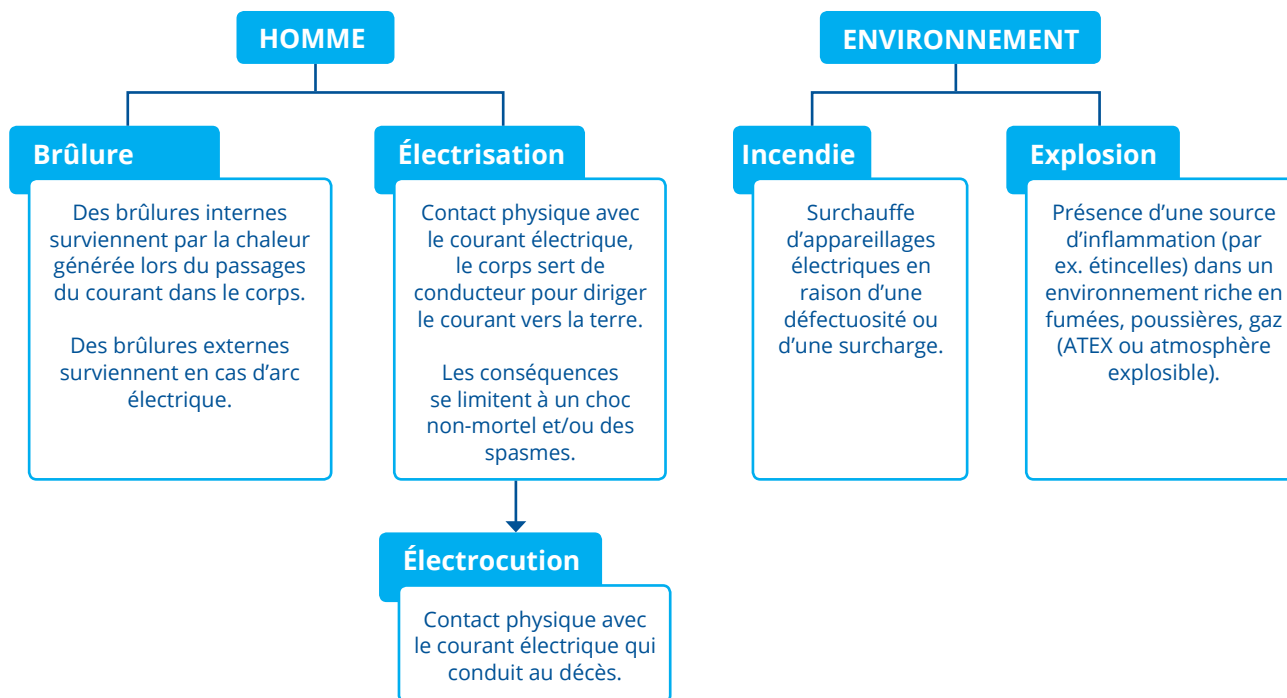 HOMME
ENVIRONNEMENT
Brûlure
Des brûlures internes
surviennent par la chaleur
générée lors du passages
du courant dans le corps.
Des brûlures externes
surviennent en cas d’arc
électrique.
Électrisation
Contact physique avec
le courant électrique,
le corps sert de
conducteur pour diriger
le courant vers la terre.
Les conséquences
se limitent à un choc
non-mortel et/ou des
spasmes.
Électrocution
Contact physique avec
le courant électrique qui
conduit au décès.
Incendie
Surchauffe
d’appareillages
électriques en
raison d’une
défectuosité ou
d’une surcharge.
Explosion
Présence d’une source
d’inflammation (par
ex. étincelles) dans un
environnement riche en
fumées, poussières, gaz
(ATEX ou atmosphère
explosible).